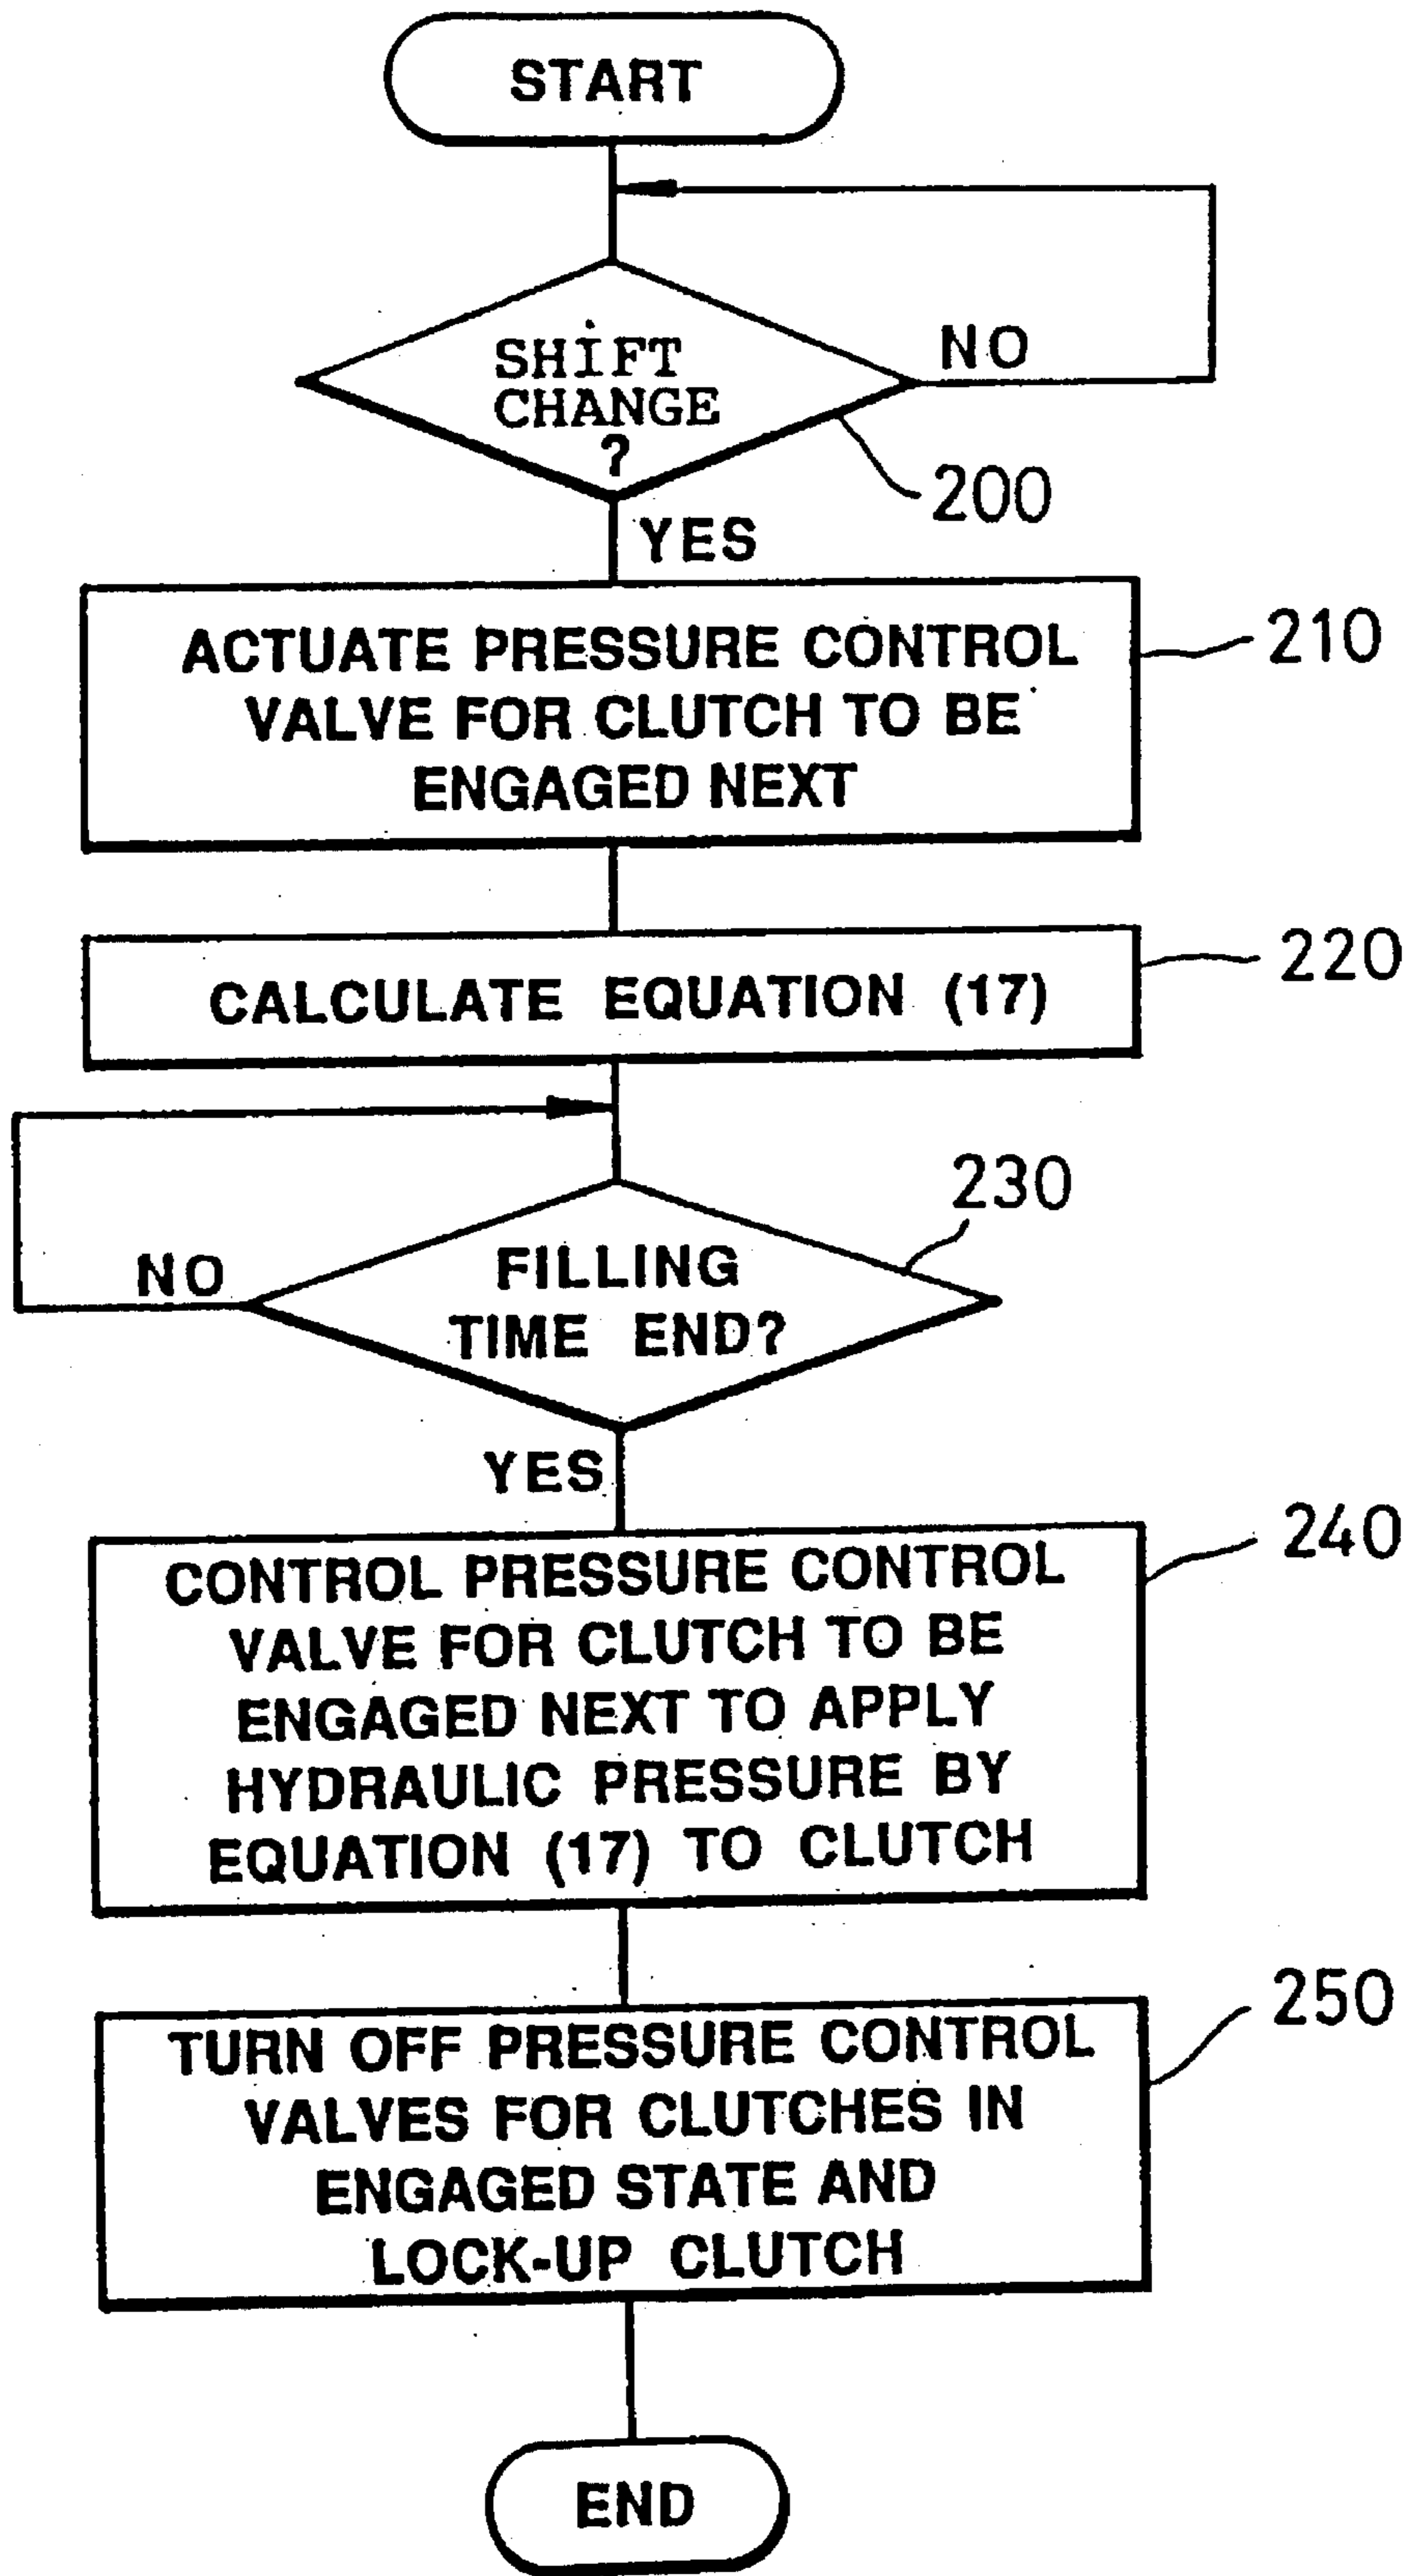 START
NO
SHIFT
CHANGE
?
200
YES
ACTUATE PRESSURE CONTROL
VALVE FOR CLUTCH TO BE
ENGAGED NEXT
210
CALCULATE EQUATION (17)
220
230
NO
FILLING
TIME END?
YES
CONTROL PRESSURE CONTROL
VALVE FOR CLUTCH TO BE
ENGAGED NEXT TO APPLY
HYDRAULIC PRESSURE BY
EQUATION (17) TO CLUTCH
240
TURN OFF PRESSURE CONTROL
VALVES FOR CLUTCHES IN
ENGAGED STATE AND
LOCK-UP CLUTCH
250
END